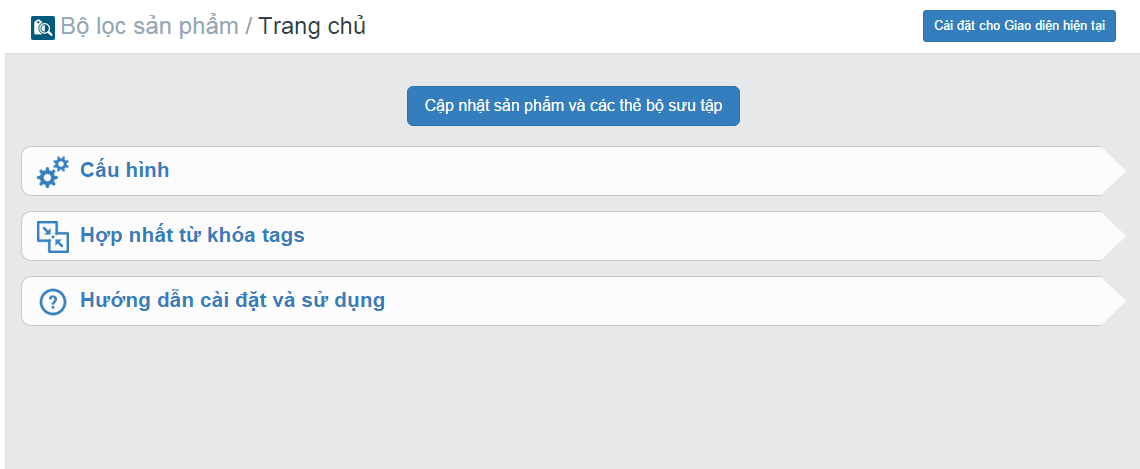 Bộ lọc sản phẩm / Trang chủ
Cài đặt cho Giao diện hiện tại
Cập nhật sản phẩm và các thẻ bộ sưu tập
Cấu hình
Hợp nhất từ khóa tags
Hướng dẫn cài đặt và sử dụng